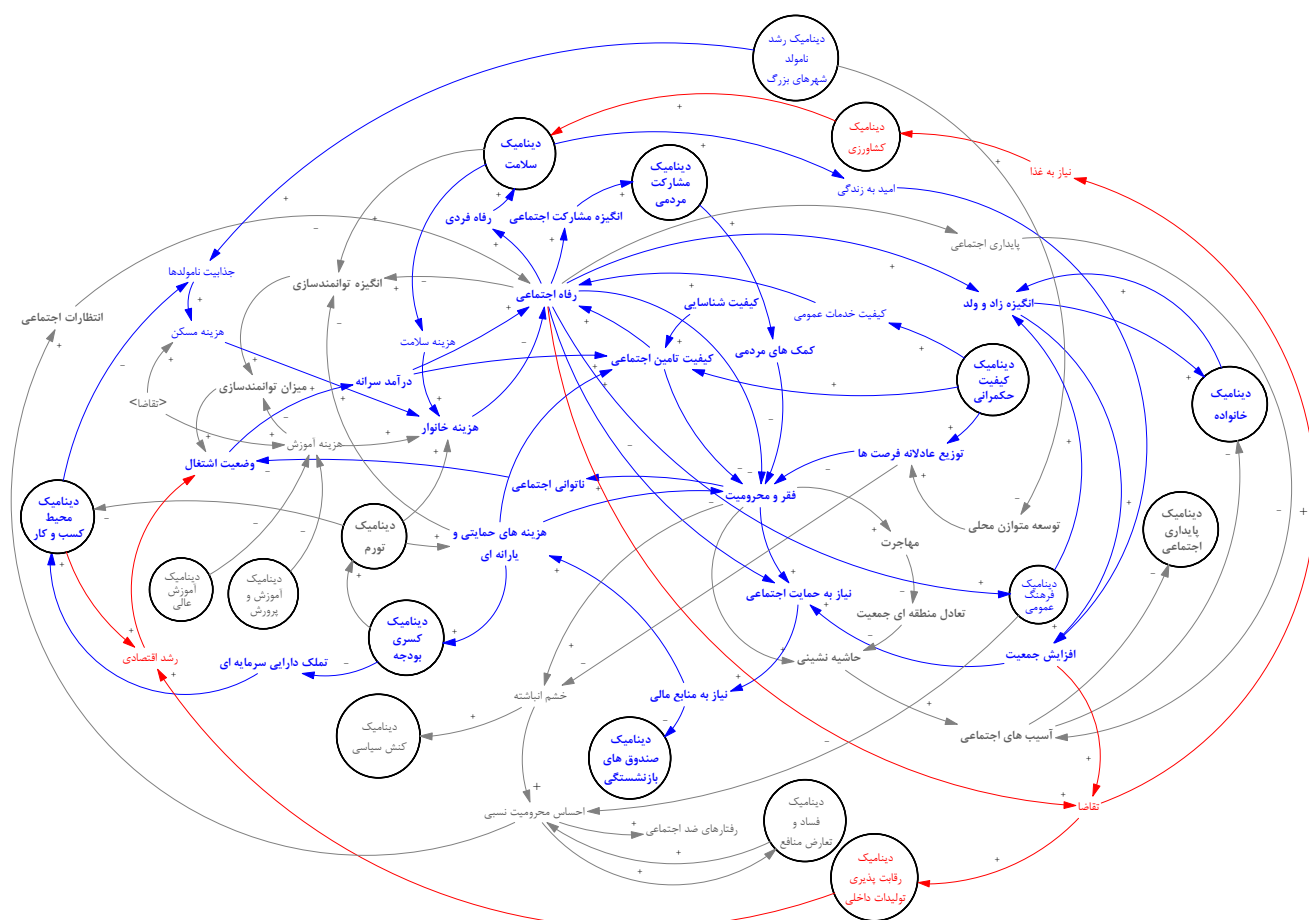 دینامیک رشد
نامولد
شهرهای بزرگ
دینامیک
کشاورزی
دینامیک
سلامت
دینامیک
مشارکت
مردمی
نیاز به غذا
امید به زندگی
انگیزه مشارکت اجتماعی
رفاه فردی
پایداری اجتماعی
جذابیت نامولدها
انگیزه توانمندسازی
رفاه اجتماعی
کیفیت شناسایی
انگیزه زاد و ولد
کیفیت خدمات عمومی
انتظارات اجتماعی
هزینه مسکن
هزینه سلامت
کمک های مردمی
کیفیت تامین اجتماعی
دینامیک
کیفیت
حکمرانی
دینامیک
خانواده
درآمد سرانه
میزان توانمندسازی
<تقاضا>
هزینه خانوار
هزینه آموزش
توزیع عادلانه فرصت ها
وضعیت اشتغال
ناتوانی اجتماعی
فقر و محرومیت
دینامیک
محیط
کسب و کار
دینامیک
تورم
هزینه های حمایتی و
یارانه ای
مهاجرت
توسعه متوازن محلی
دینامیک
پایداری
اجتماعی
دینامیک
آموزش
عالی
دینامیک
آموزش و
پرورش
نیاز به حمایت اجتماعی
تعادل منطقه ای جمعیت
دینامیک
فرهنگ
عمومی
دینامیک
کسری
بودجه
رشد اقتصادی
تملک دارایی سرمایه ای
حاشیه نشینی
افزایش جمعیت
خشم انباشته
نیاز به منابع مالی
دینامیک
کنش سیاسی
دینامیک
صندوق های
بازنشستگی
آسیب های اجتماعی
تقاضا
احساس محرومیت نسبی
رفتارهای ضد اجتماعی
دینامیک
فساد و
تعارض منافع
دینامیک
رقابت پذیری
تولیدات داخلی